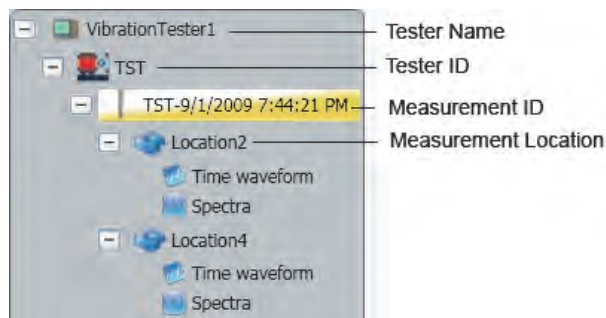 VibrationTester1 Tester Name
TST Tester ID
TST-9/1/2009 7:44:21 PM Measurement ID
Location2 Measurement Location
Time waveform
Spectra
Location4
Time waveform
Spectra